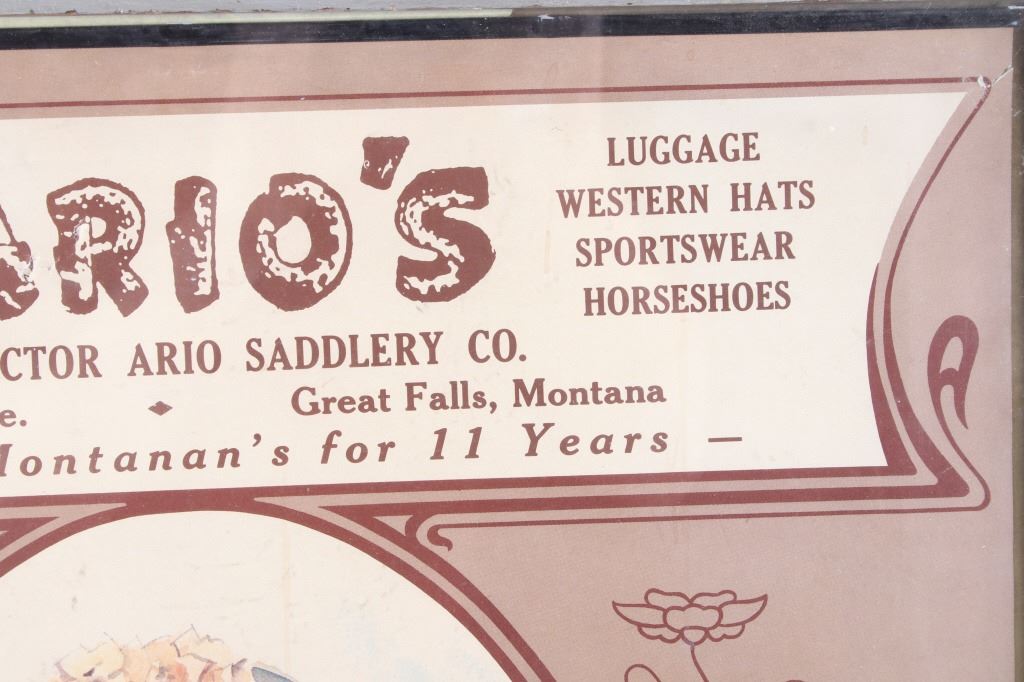 ARIO'S
LUGGAGE
WESTERN HATS
SPORTSWEAR
HORSESHOES
CTOR ARIO SADDLERY CO.
e. Great Falls, Montana
Montanan's for 11 Years —